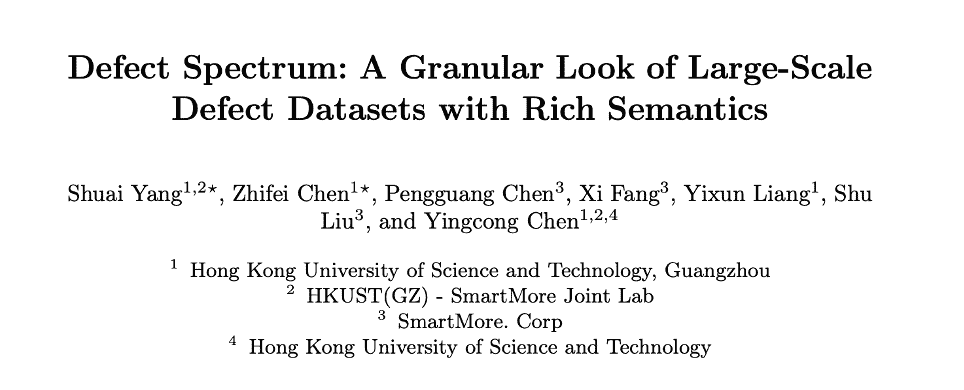 Defect Spectrum: A Granular Look of Large-Scale
Defect Datasets with Rich Semantics
Shuai Yang1,2⋆, Zhifei Chen1⋆, Pengguang Chen3, Xi Fang3, Yixun Liang1, Shu
Liu3, and Yingcong Chen1,2,4
1 Hong Kong University of Science and Technology, Guangzhou
2 HKUST(GZ) - SmartMore Joint Lab
3 SmartMore. Corp
4 Hong Kong University of Science and Technology